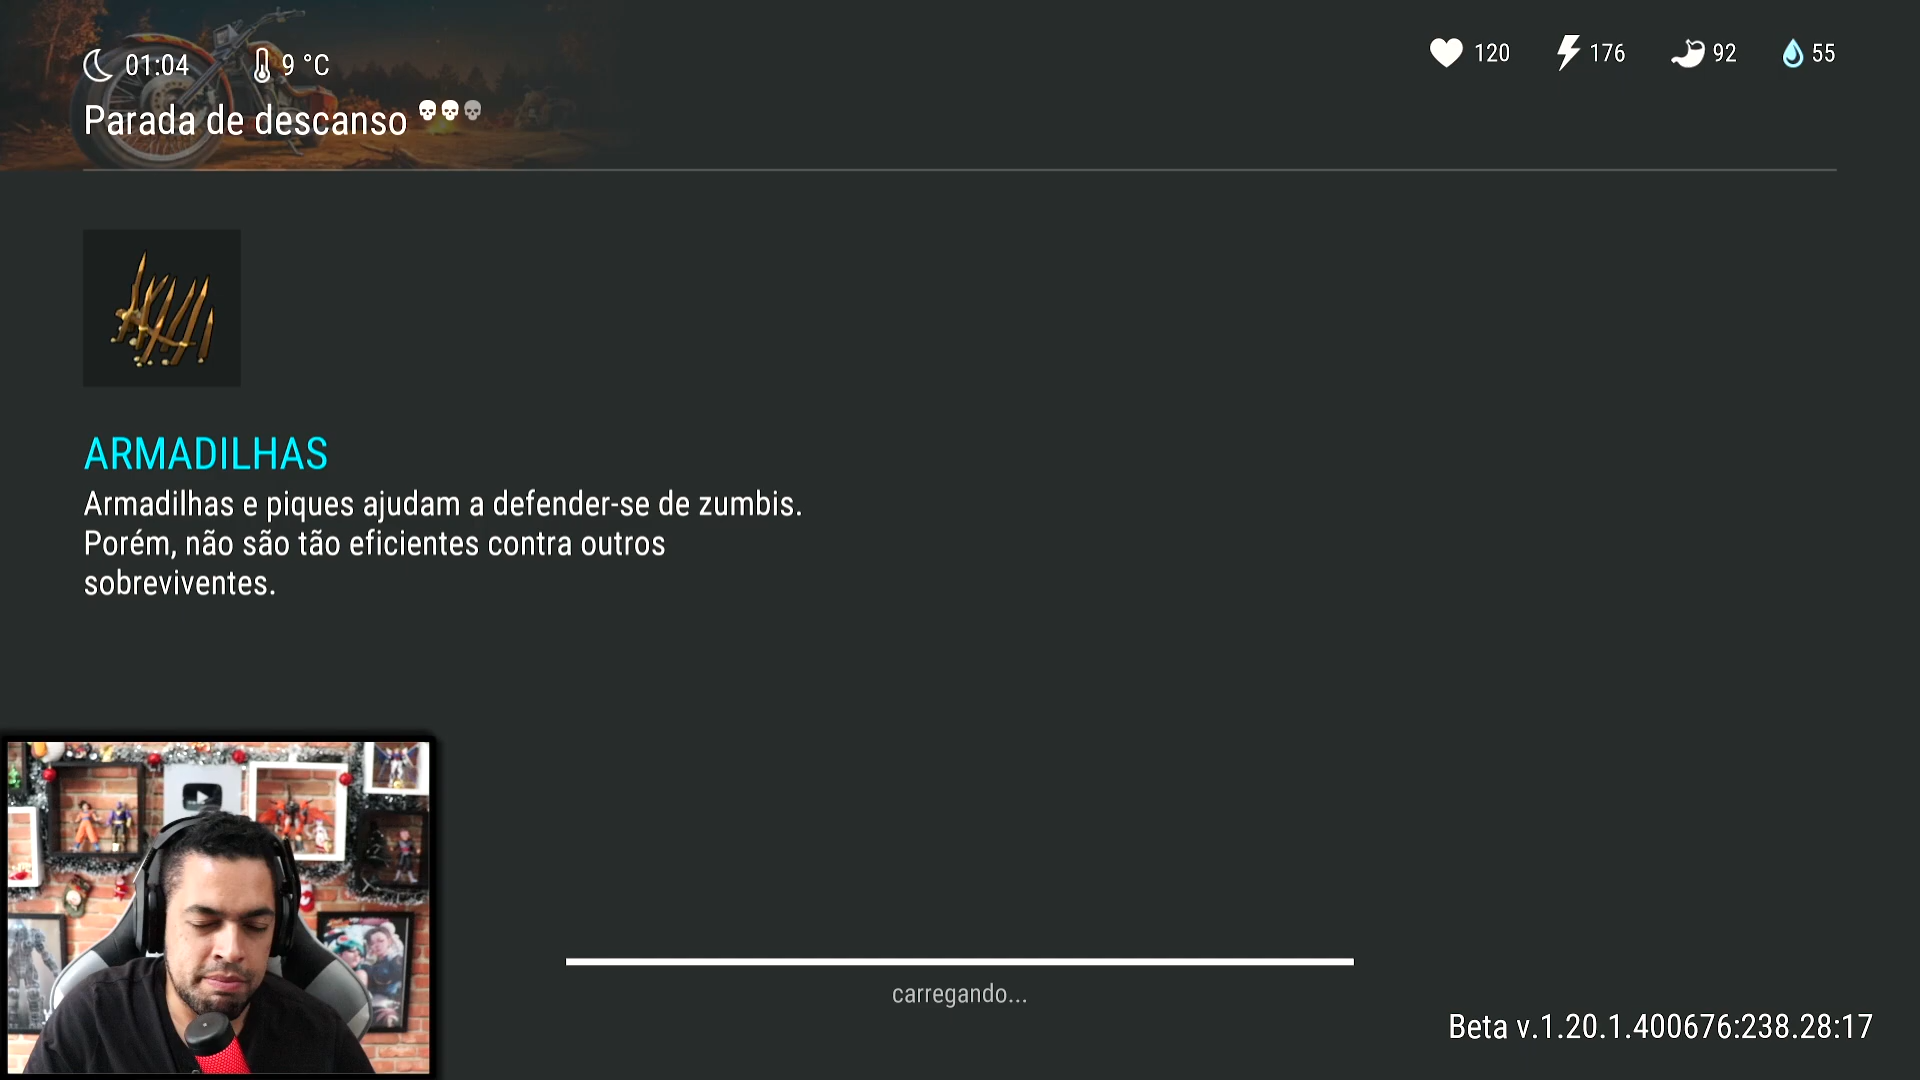 01:04
9 °C
120
176
92
55
Parada de descanso
ARMADILHAS
Armadilhas e piques ajudam a defender-se de zumbis.
Porém, não são tão eficientes contra outros
sobreviventes.
carregando...
Beta v.1.20.1.400676:238.28:17